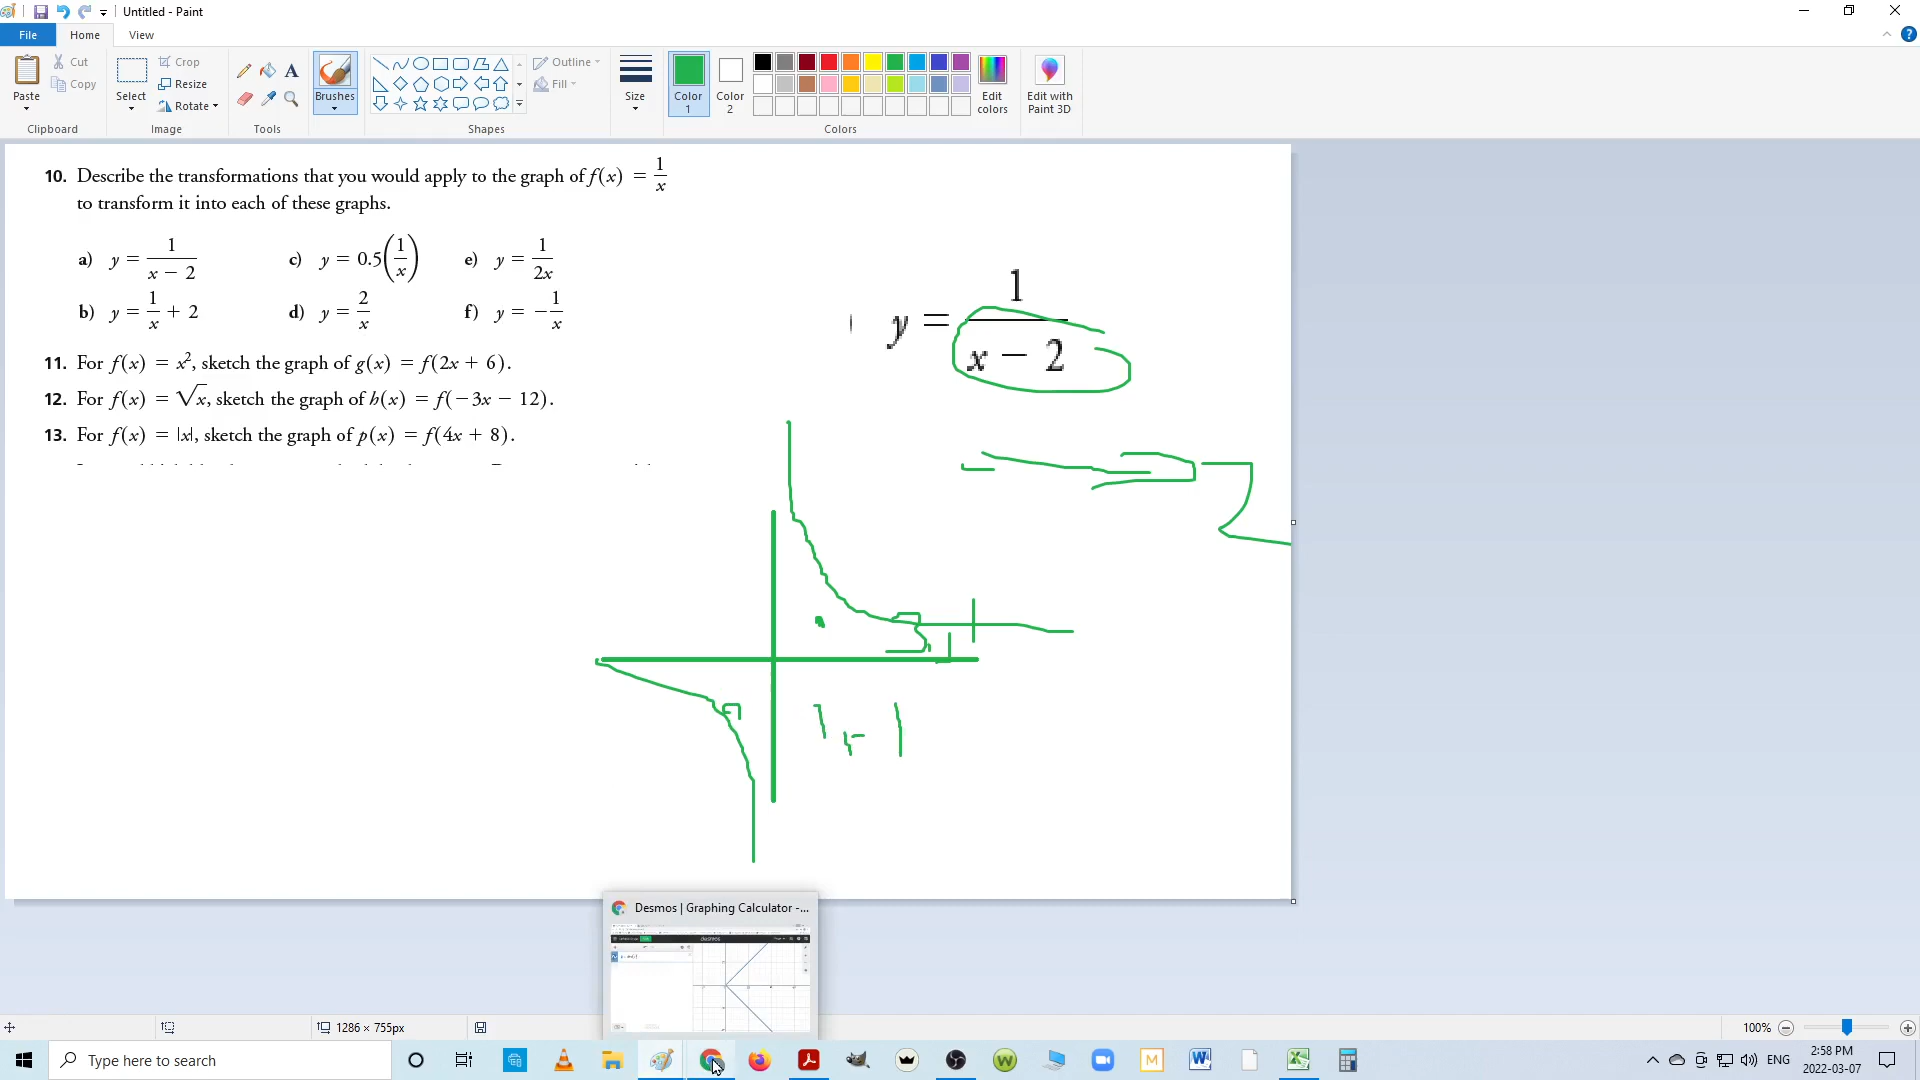 Untitled - Paint
File Home View
Paste
Cut
Copy
Clipboard
Select
Crop
Resize
Rotate
Image
Tools
Brushes
Shapes
Outline
Fill
Size
Color 1
Color 2
Edit colors
Edit with Paint 3D
Colors
10. Describe the transformations that you would apply to the graph of f(x) = 1/x
to transform it into each of these graphs.
a) y = 1/(x − 2) c) y = 0.5(1/x) e) y = 1/(2x)
b) y = 1/x + 2 d) y = 2/x f) y = −1/x
11. For f(x) = x², sketch the graph of g(x) = f(2x + 6).
12. For f(x) = √x, sketch the graph of h(x) = f(−3x − 12).
13. For f(x) = |x|, sketch the graph of p(x) = f(4x + 8).
y = 1/(x − 2)
Desmos | Graphing Calculator -...
1286 × 755px
100%
Type here to search
ENG
2:58 PM
2022-03-07